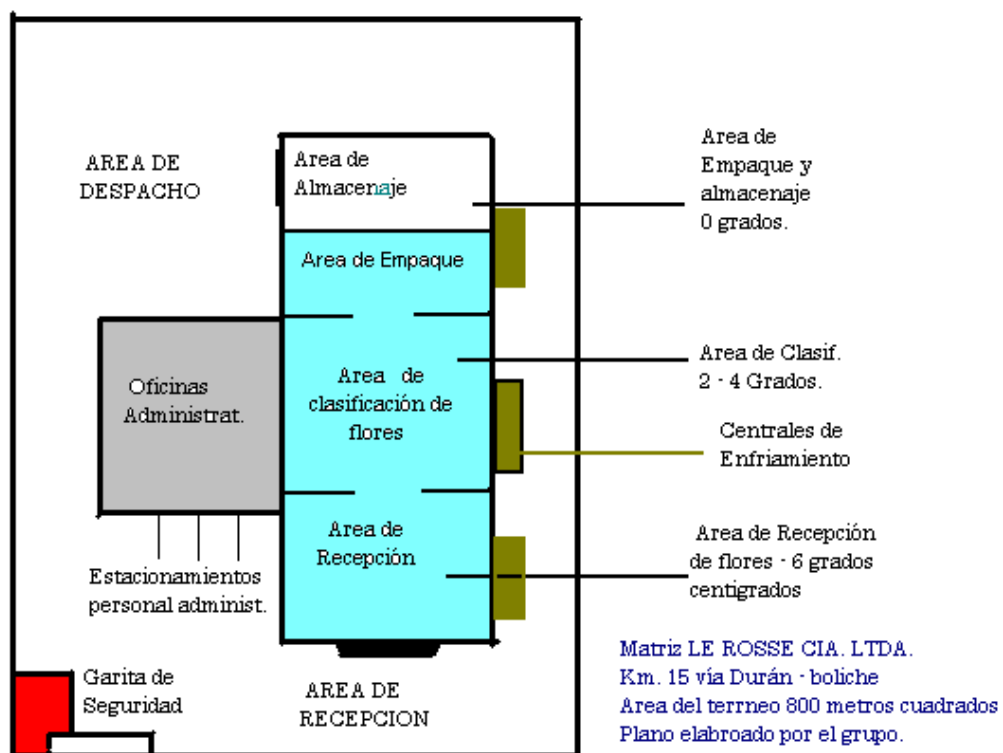 AREA DE
DESPACHO
Area de
Almacenaje
Area de Empaque
Area de
Empaque y
almacenaje
0 grados.
Oficinas
Administrat.
Area de
clasificación de
flores
Area de Clasif.
2 - 4 Grados.
Centrales de
Enfriamiento
Area de
Recepción
Area de Recepción
de flores - 6 grados
centigrados
Estacionamientos
personal administ.
Garita de
Seguridad
AREA DE
RECEPCION
Matriz LE ROSSE CIA. LTDA.
Km. 15 vía Durán - boliche
Area del terrneo 800 metros cuadrados
Plano elabroado por el grupo.